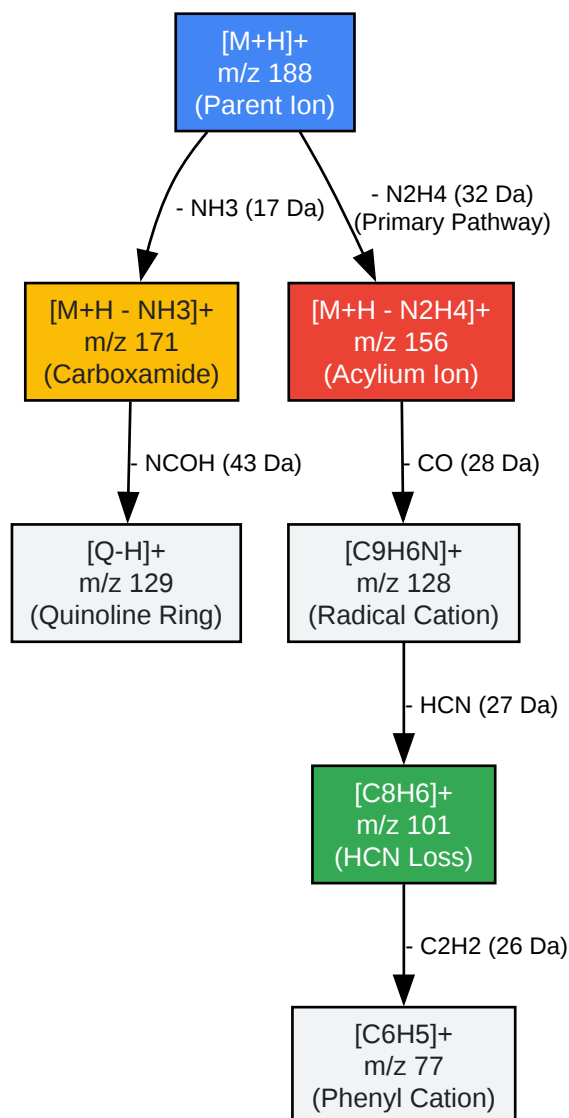 [M+H]+
m/z 188
(Parent Ion)
- NH3 (17 Da)
- N2H4 (32 Da)
(Primary Pathway)
[M+H - NH3]+
m/z 171
(Carboxamide)
[M+H - N2H4]+
m/z 156
(Acylium Ion)
- NCOH (43 Da)
- CO (28 Da)
[Q-H]+
m/z 129
(Quinoline Ring)
[C9H6N]+
m/z 128
(Radical Cation)
- HCN (27 Da)
[C8H6]+
m/z 101
(HCN Loss)
- C2H2 (26 Da)
[C6H5]+
m/z 77
(Phenyl Cation)